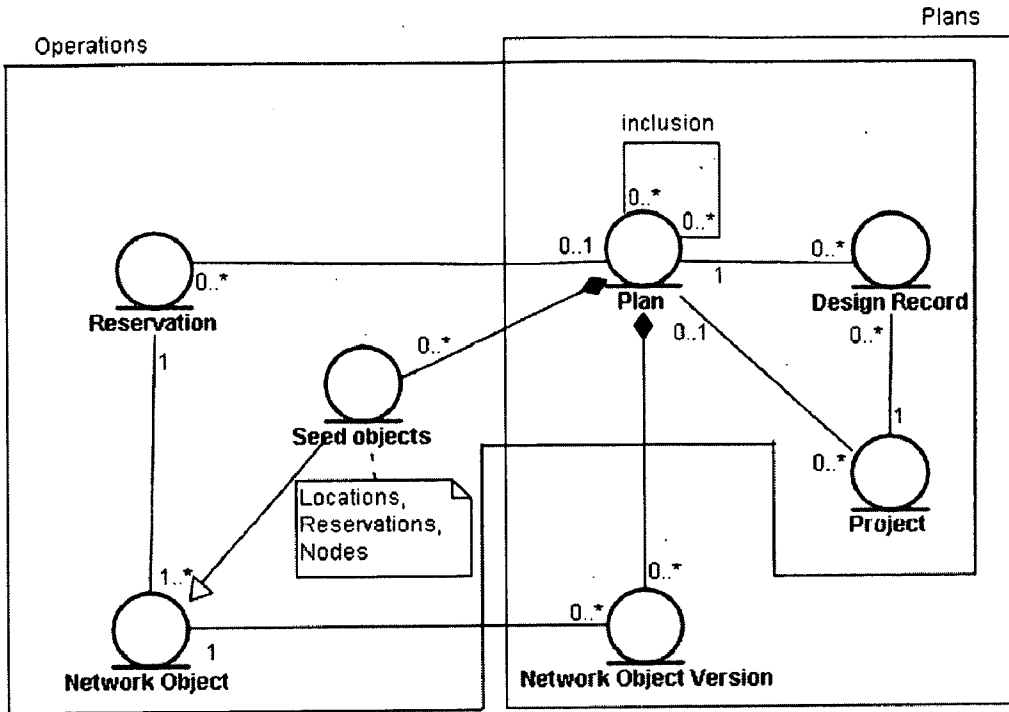 Plans
Operations
inclusion
0..*
0..*
0..1
0..*
0..*
1
Reservation
Plan
Design Record
1
0..*
0..1
0..*
Seed objects
1
Locations,
Reservations,
Nodes
0..*
Project
1..*
0..*
0..*
1
Network Object
Network Object Version